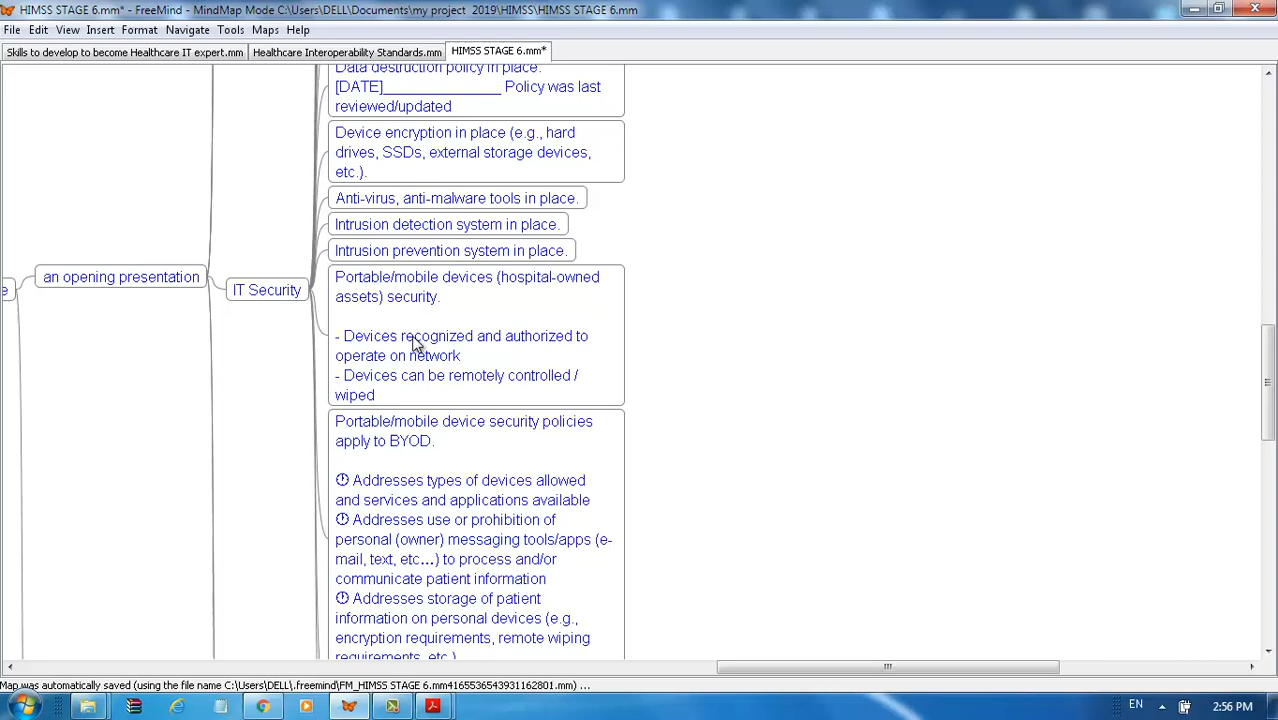 HIMSS STAGE 6.mm* - FreeMind - MindMap Mode C:\Users\DELL\Documents\my project  2019\HIMSS\HIMSS STAGE 6.mm
File Edit View Insert Format Navigate Tools Maps Help
Skills to develop to become Healthcare IT expert.mm Healthcare Interoperability Standards.mm HIMSS STAGE 6.mm*
Data destruction policy in place.
[DATE]________________ Policy was last
reviewed/updated
Device encryption in place (e.g., hard
drives, SSDs, external storage devices,
etc.).
Anti-virus, anti-malware tools in place.
Intrusion detection system in place.
Intrusion prevention system in place.
e
an opening presentation
IT Security
Portable/mobile devices (hospital-owned
assets) security.
- Devices recognized and authorized to
operate on network
- Devices can be remotely controlled /
wiped
Portable/mobile device security policies
apply to BYOD.
Addresses types of devices allowed
and services and applications available
Addresses use or prohibition of
personal (owner) messaging tools/apps (e-
mail, text, etc…) to process and/or
communicate patient information
Addresses storage of patient
information on personal devices (e.g.,
encryption requirements, remote wiping
requirements, etc.)
Map was automatically saved (using the file name C:\Users\DELL\.freemind\FM_HIMSS STAGE 6.mm4165536543931162801.mm) ...
EN 2:56 PM